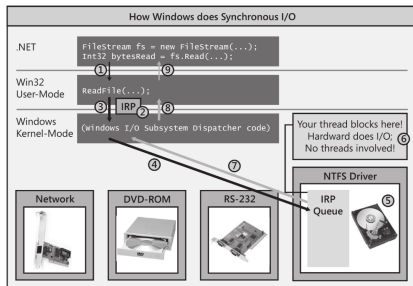 How Windows does Synchronous I/O
.NET
FileStream fs = new FileStream(...);
Int32 bytesRead = fs.Read(...);
① ⑨
Win32
User-Mode
ReadFile(...);
③ IRP ② ⑧
Windows
Kernel-Mode
(Windows I/O Subsystem Dispatcher code)
Your thread blocks here!
Hardward does I/O;
No threads involved!
⑥
④ ⑦
Network
DVD-ROM
RS-232
NTFS Driver
IRP
Queue
⑤